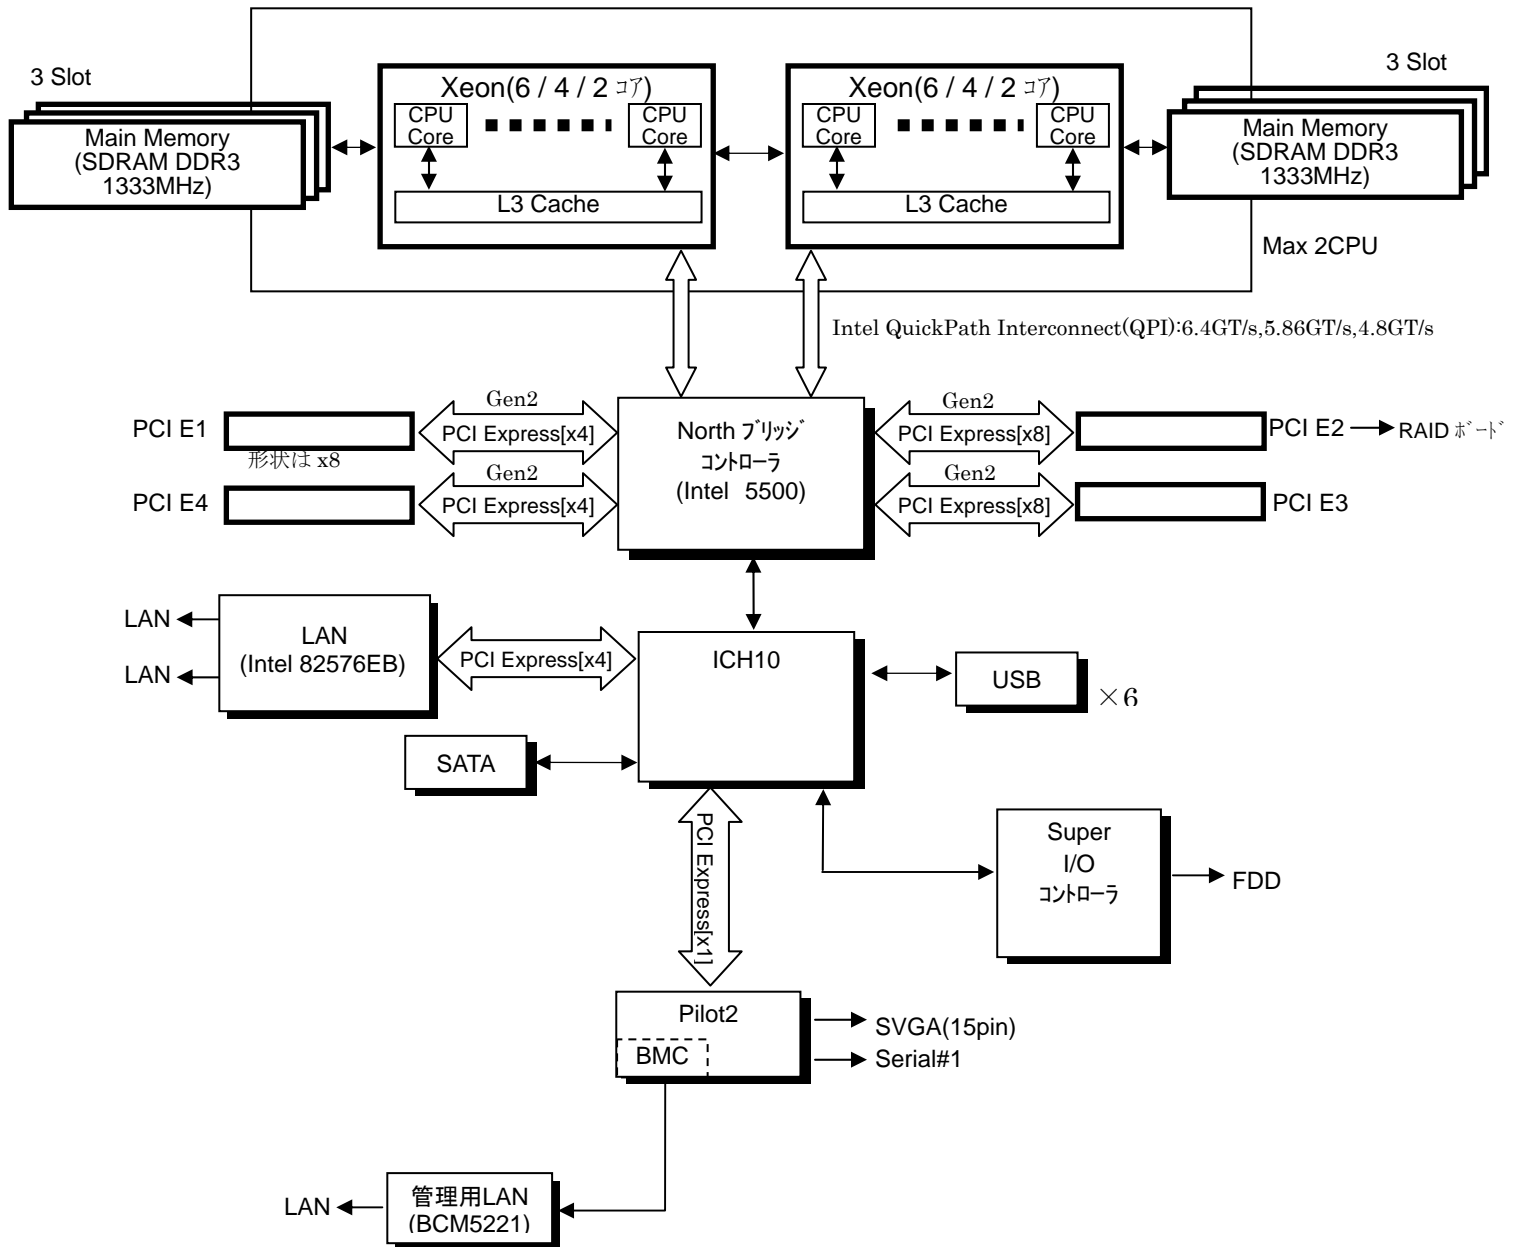 3 Slot
3 Slot
Xeon(6 / 4 / 2 コア)
Xeon(6 / 4 / 2 コア)
CPU
Core
CPU
Core
CPU
Core
CPU
Core
Main Memory
(SDRAM DDR3
1333MHz)
Main Memory
(SDRAM DDR3
1333MHz)
L3 Cache
L3 Cache
Max 2CPU
Intel QuickPath Interconnect(QPI):6.4GT/s,5.86GT/s,4.8GT/s
PCI E1
形状は x8
Gen2
PCI Express[x4]
North ブリッジ
コントローラ
(Intel 5500)
Gen2
PCI Express[x8]
PCI E2
RAID ボード
PCI E4
Gen2
PCI Express[x4]
Gen2
PCI Express[x8]
PCI E3
LAN
LAN
LAN
(Intel 82576EB)
PCI Express[x4]
ICH10
USB
×6
SATA
PCI Express[x1]
Super
I/O
コントローラ
FDD
Pilot2
BMC
SVGA(15pin)
Serial#1
LAN
管理用LAN
(BCM5221)